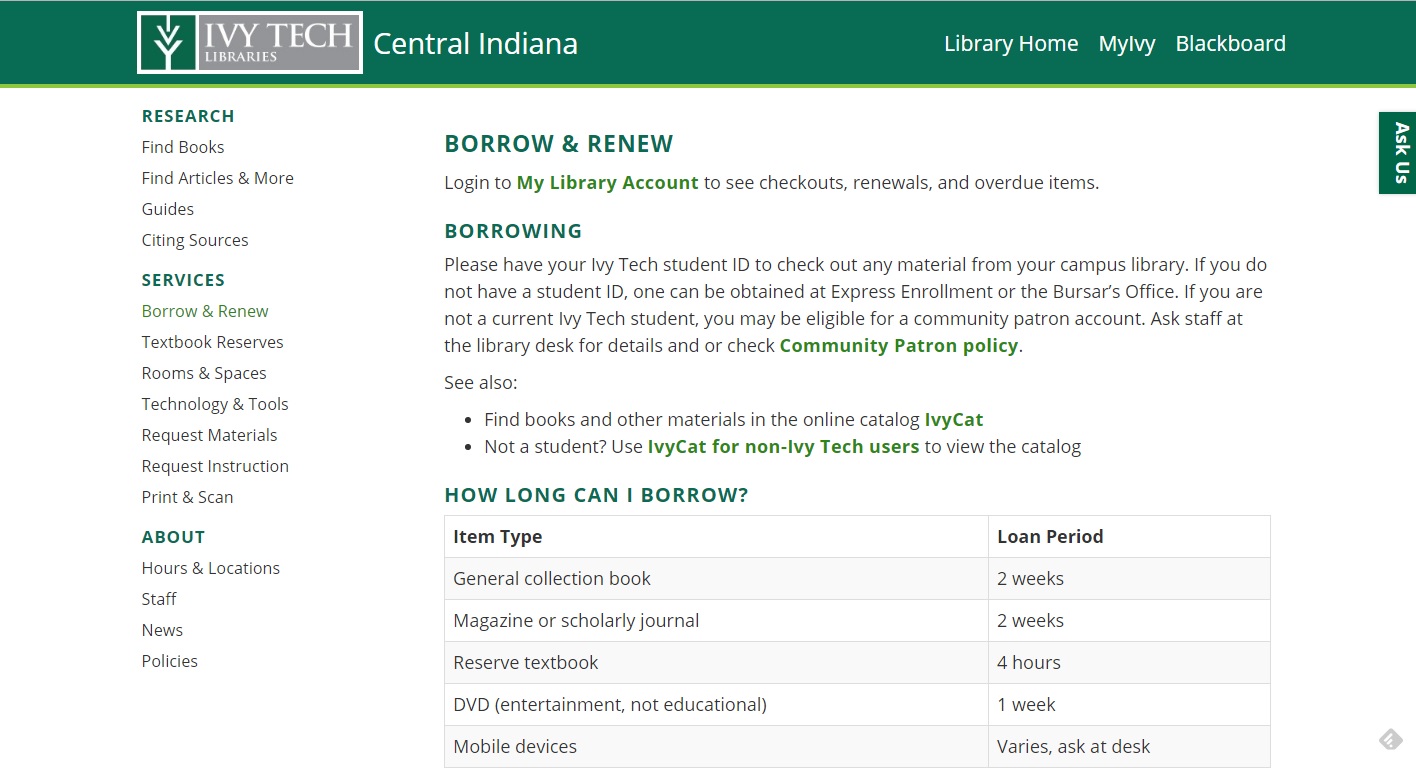 IVY TECH
LIBRARIES
Central Indiana
Library Home MyIvy Blackboard
Ask Us
RESEARCH
Find Books
Find Articles & More
Guides
Citing Sources
SERVICES
Borrow & Renew
Textbook Reserves
Rooms & Spaces
Technology & Tools
Request Materials
Request Instruction
Print & Scan
ABOUT
Hours & Locations
Staff
News
Policies
BORROW & RENEW
Login to My Library Account to see checkouts, renewals, and overdue items.
BORROWING
Please have your Ivy Tech student ID to check out any material from your campus library. If you do
not have a student ID, one can be obtained at Express Enrollment or the Bursar’s Office. If you are
not a current Ivy Tech student, you may be eligible for a community patron account. Ask staff at
the library desk for details and or check Community Patron policy.
See also:
• Find books and other materials in the online catalog IvyCat
• Not a student? Use IvyCat for non-Ivy Tech users to view the catalog
HOW LONG CAN I BORROW?
Item Type Loan Period
General collection book 2 weeks
Magazine or scholarly journal 2 weeks
Reserve textbook 4 hours
DVD (entertainment, not educational) 1 week
Mobile devices Varies, ask at desk